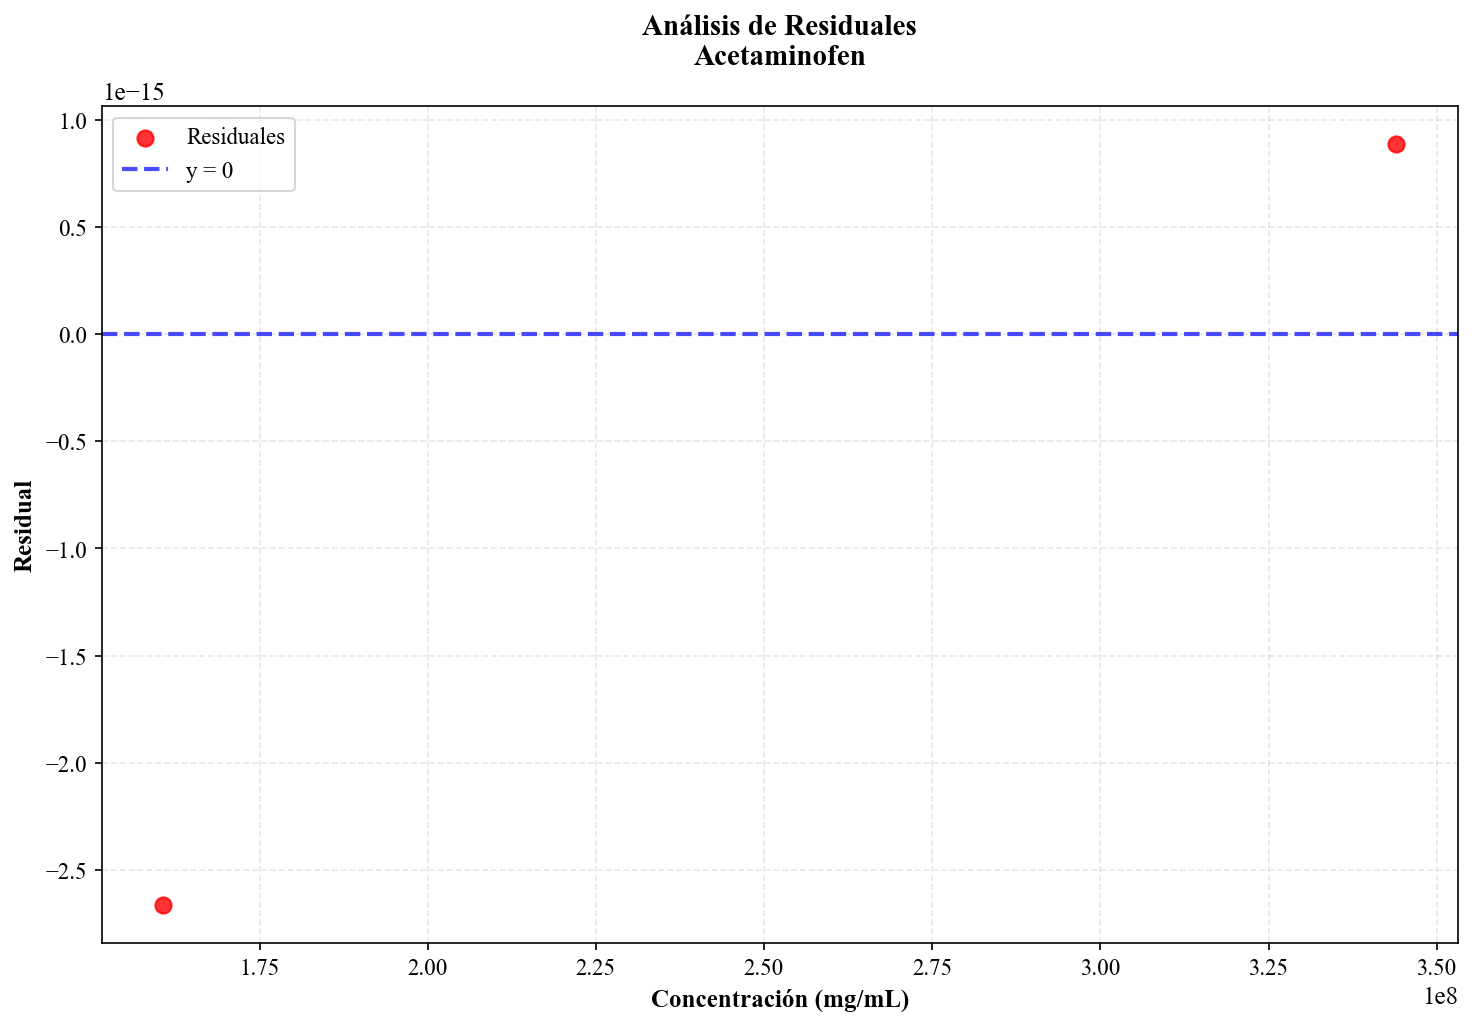 Análisis de Residuales
Acetaminofen
1e−15
1.0
0.5
0.0
−0.5
−1.0
−1.5
−2.0
−2.5
Residuales
y = 0
Residual
1.75
2.00
2.25
2.50
2.75
3.00
3.25
3.50
1e8
Concentración (mg/mL)